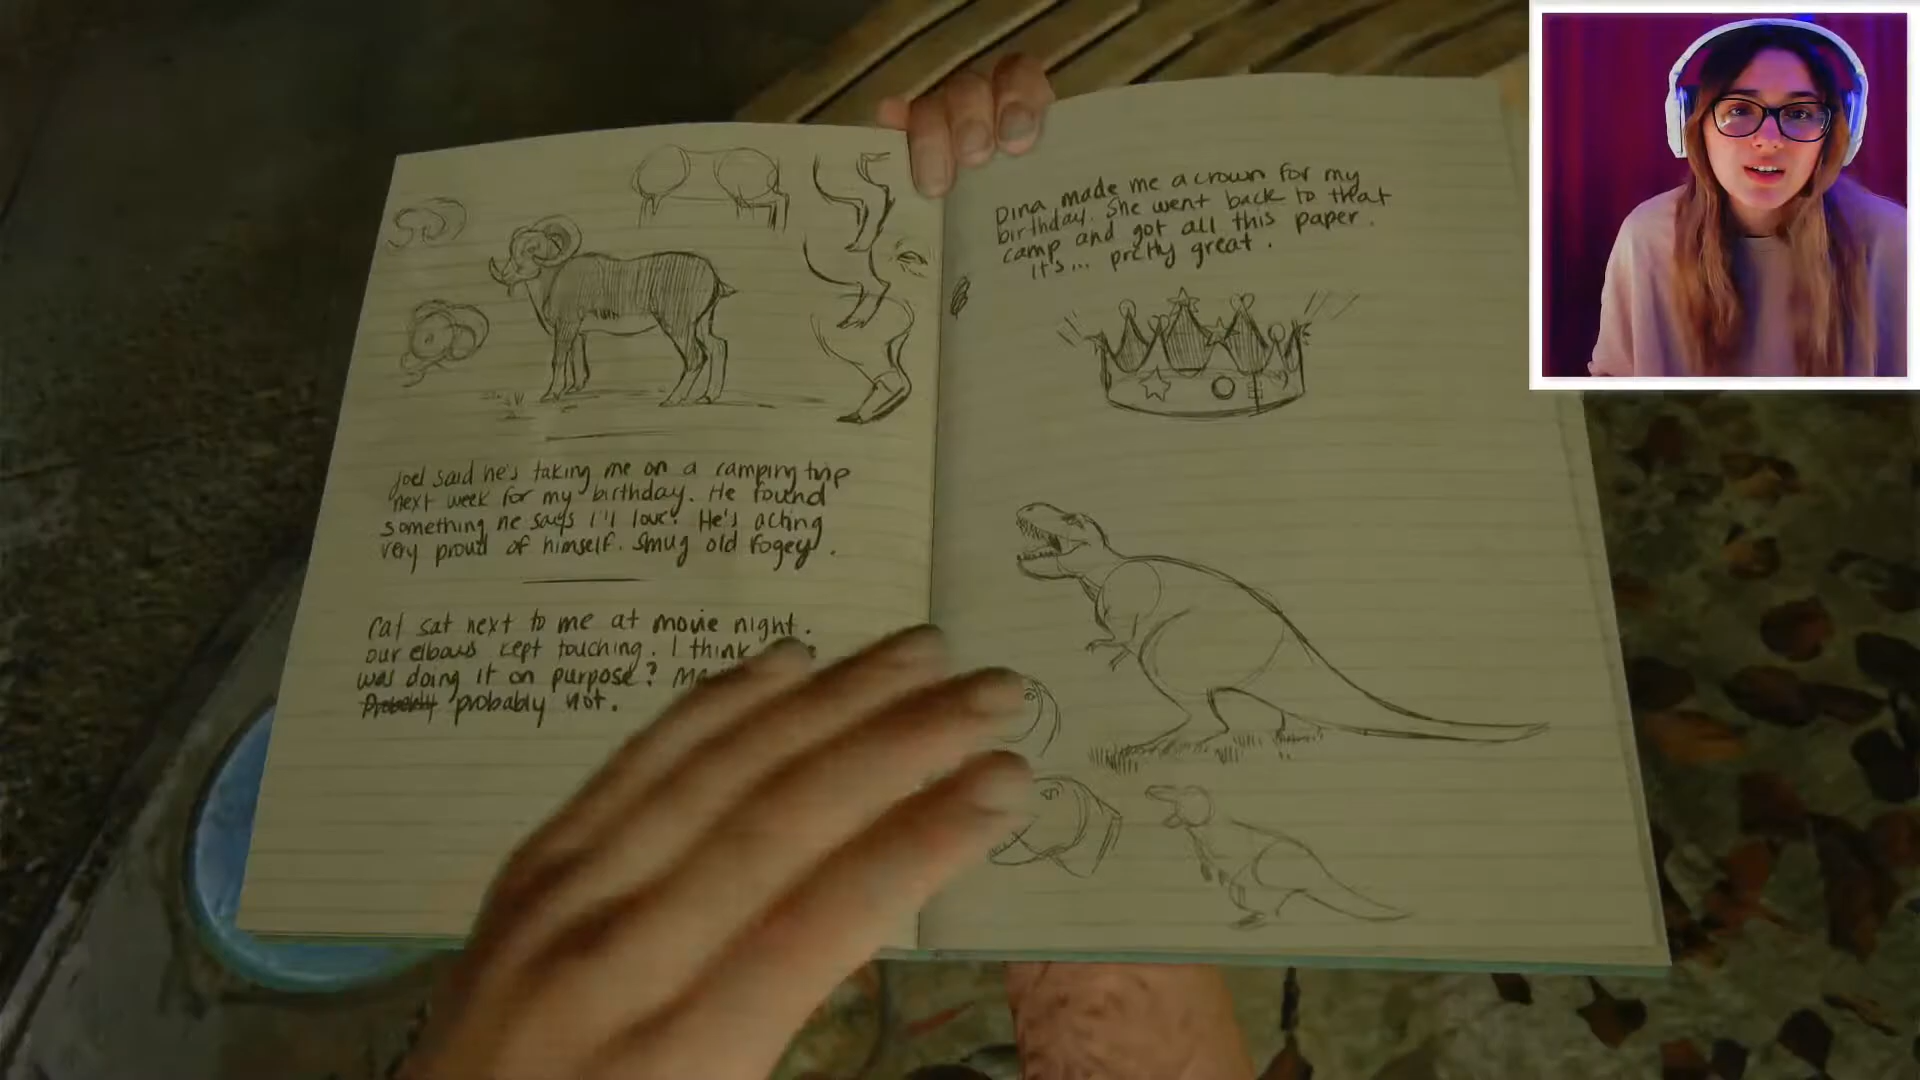 Joel said he's taking me on a camping trip
next week for my birthday. He found
something he says I'll love. He's acting
very proud of himself. Smug old fogey.
Cat sat next to me at movie night.
our elbows kept touching. I think
was doing it on purpose?
Probably probably not.
Dina made me a crown for my
birthday. She went back to that
camp and got all this paper.
it's... pretty great.